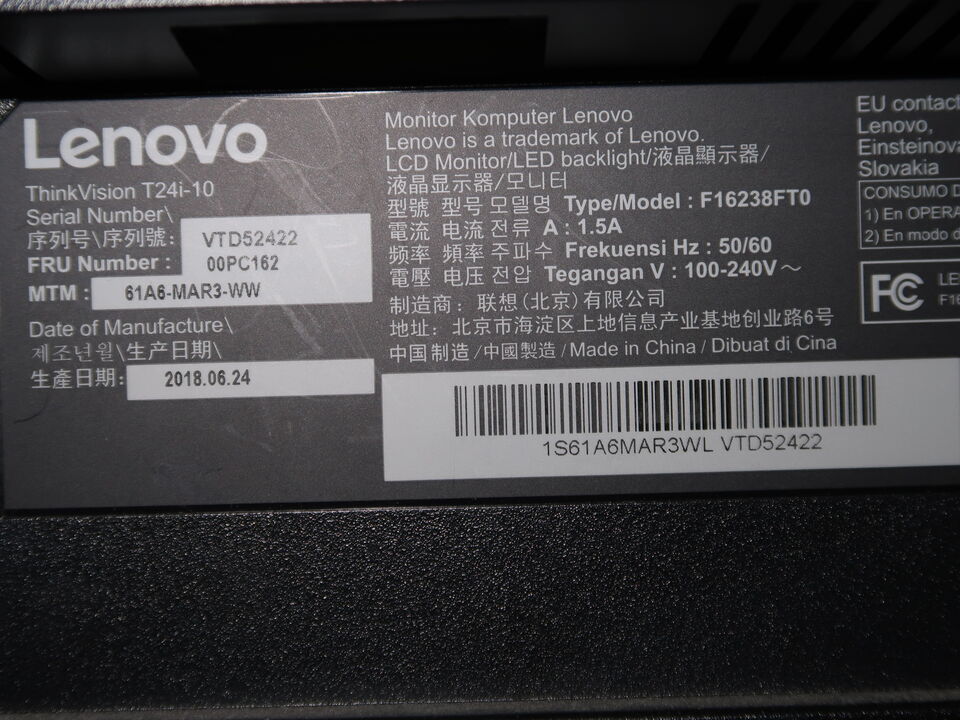 Lenovo
ThinkVision T24i-10
Serial Number\
序列号\序列號: VTD52422
FRU Number : 00PC162
MTM : 61A6-MAR3-WW
Date of Manufacture\
제조년월\生产日期\
生產日期: 2018.06.24
Monitor Komputer Lenovo
Lenovo is a trademark of Lenovo.
LCD Monitor/LED backlight/液晶顯示器/
液晶显示器/모니터
型號 型号 모델명 Type/Model : F16238FT0
電流 电流 전류 A : 1.5A
频率 頻率 주파수 Frekuensi Hz : 50/60
電壓 电压 전압 Tegangan V : 100-240V～
制造商: 联想(北京)有限公司
地址: 北京市海淀区上地信息产业基地创业路6号
中国制造/中國製造/Made in China/Dibuat di Cina
1S61A6MAR3WL VTD52422
EU contact
Lenovo,
Einsteinova
Slovakia
CONSUMO D
1) En OPERA
2) En modo d
FC LE
F16